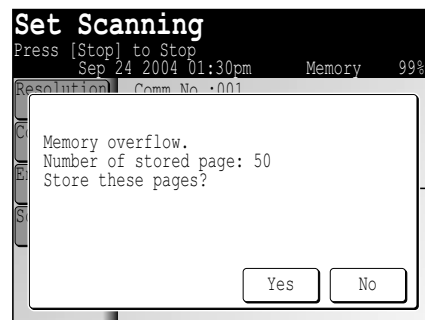 Set Scanning
Press [Stop] to Stop
Sep 24 2004 01:30pm Memory 99%
Resolution Comm No :001
Memory overflow.
Number of stored page: 50
Store these pages?
Yes No